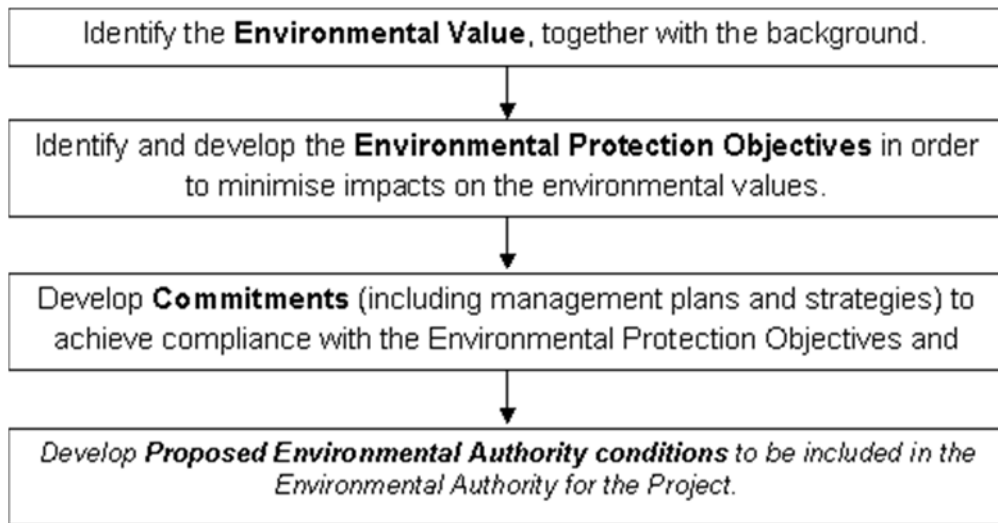 Identify the Environmental Value, together with the background.
Identify and develop the Environmental Protection Objectives in order
to minimise impacts on the environmental values.
Develop Commitments (including management plans and strategies) to
achieve compliance with the Environmental Protection Objectives and
Develop Proposed Environmental Authority conditions to be included in the
Environmental Authority for the Project.